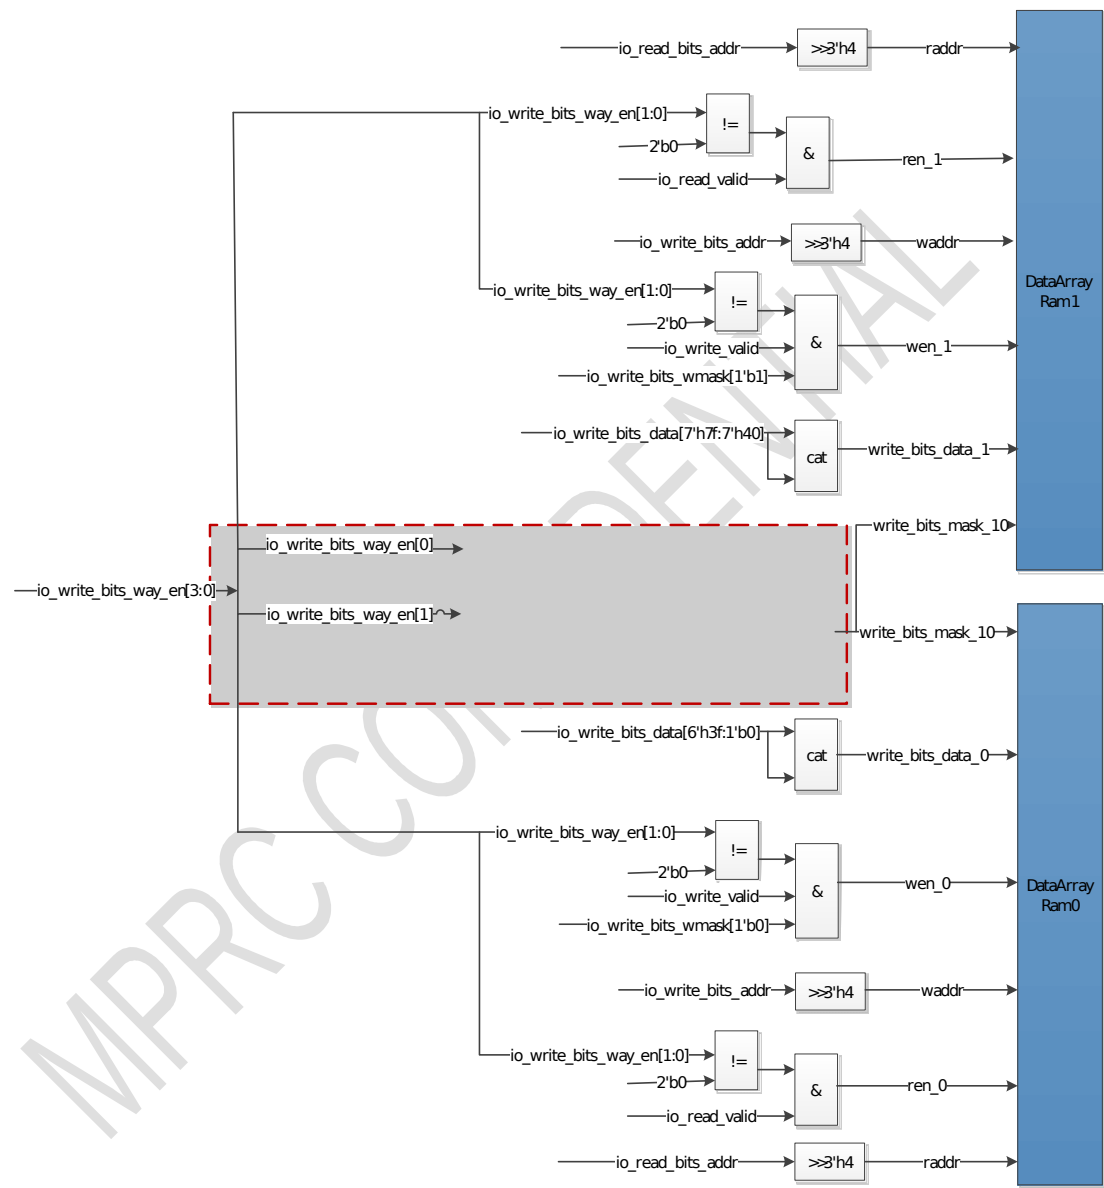 io_read_bits_addr
>>3'h4
raddr
io_write_bits_way_en[1:0]
!=
2'b0
&
io_read_valid
ren_1
io_write_bits_addr
>>3'h4
waddr
DataArray
Ram1
io_write_bits_way_en[1:0]
!=
2'b0
io_write_valid
&
wen_1
io_write_bits_wmask[1'b1]
io_write_bits_data[7'h7f:7'h40]
cat
write_bits_data_1
write_bits_mask_10
io_write_bits_way_en[0]
io_write_bits_way_en[3:0]
io_write_bits_way_en[1]
write_bits_mask_10
io_write_bits_data[6'h3f:1'b0]
cat
write_bits_data_0
io_write_bits_way_en[1:0]
!=
2'b0
io_write_valid
&
wen_0
io_write_bits_wmask[1'b0]
DataArray
Ram0
io_write_bits_addr
>>3'h4
waddr
io_write_bits_way_en[1:0]
!=
2'b0
&
ren_0
io_read_valid
io_read_bits_addr
>>3'h4
raddr
MPRC CONFIDENTIAL